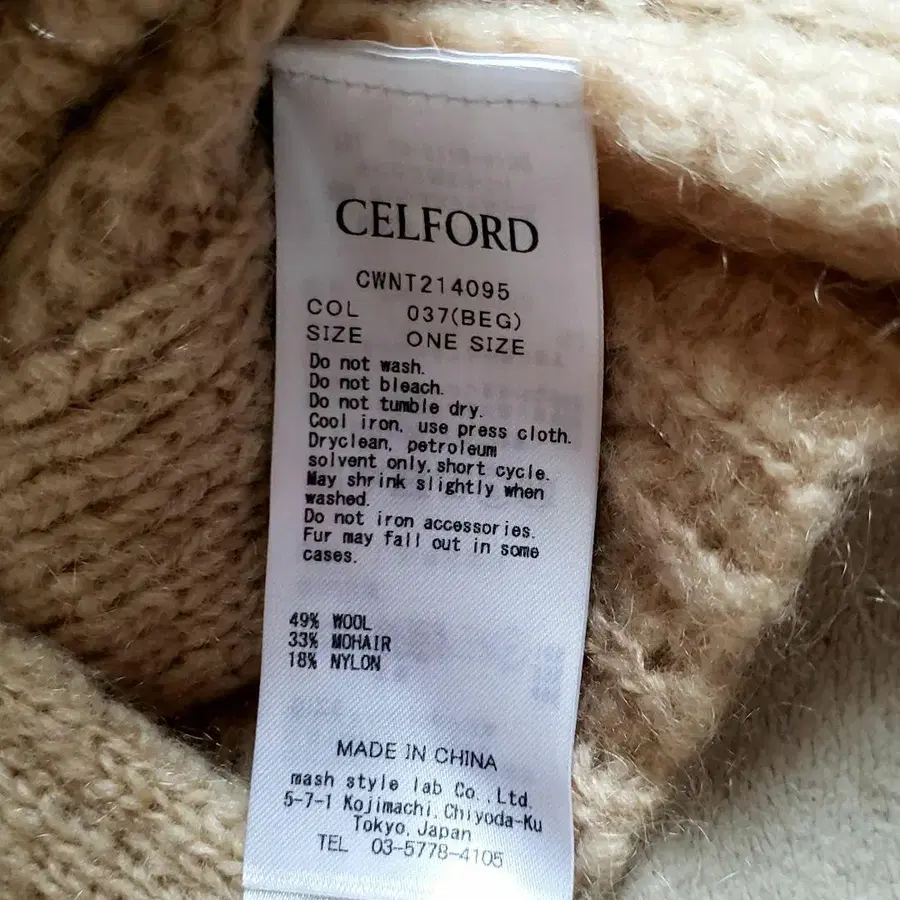 CELFORD
CWNT214095
COL 037(BEG)
SIZE ONE SIZE
Do not wash.
Do not bleach.
Do not tumble dry.
Cool iron, use press cloth.
Dryclean, petroleum
solvent only,short cycle.
May shrink slightly when
washed.
Do not iron accessories.
Fur may fall out in some
cases.
49% WOOL
33% MOHAIR
18% NYLON
MADE IN CHINA
mash style lab Co.,Ltd.
5-7-1 Kojimachi,Chiyoda-Ku
Tokyo,Japan
TEL 03-5778-4105